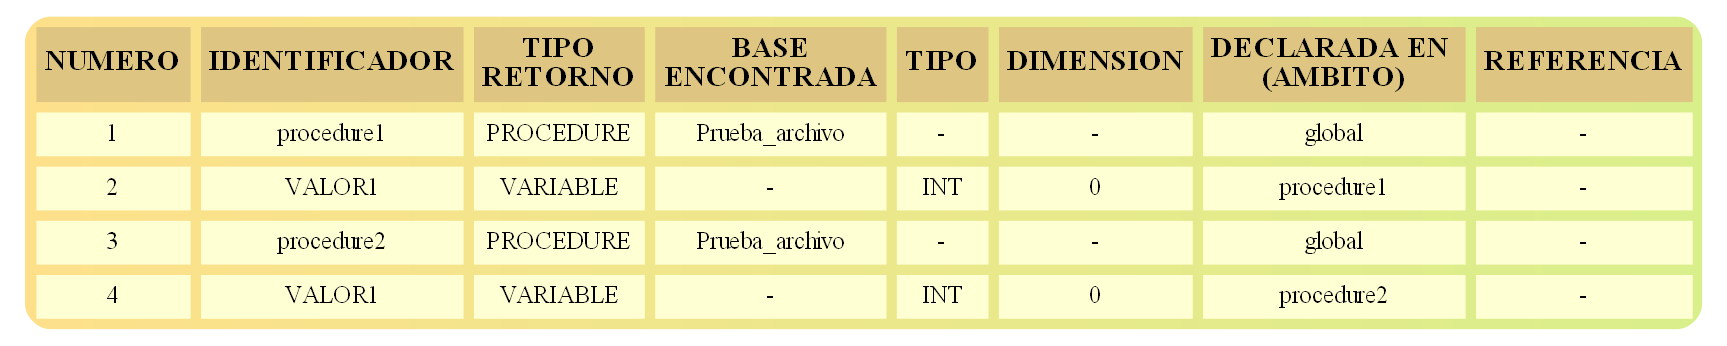 NUMERO IDENTIFICADOR TIPO RETORNO BASE ENCONTRADA TIPO DIMENSION DECLARADA EN (AMBITO) REFERENCIA
1 procedure1 PROCEDURE Prueba_archivo - - global -
2 VALOR1 VARIABLE - INT 0 procedure1 -
3 procedure2 PROCEDURE Prueba_archivo - - global -
4 VALOR1 VARIABLE - INT 0 procedure2 -